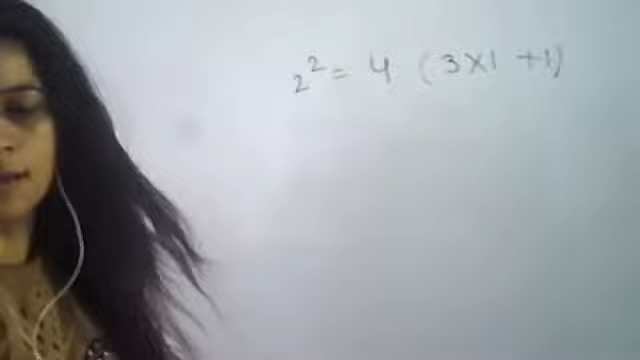 2² = 4 (3×1 +1)